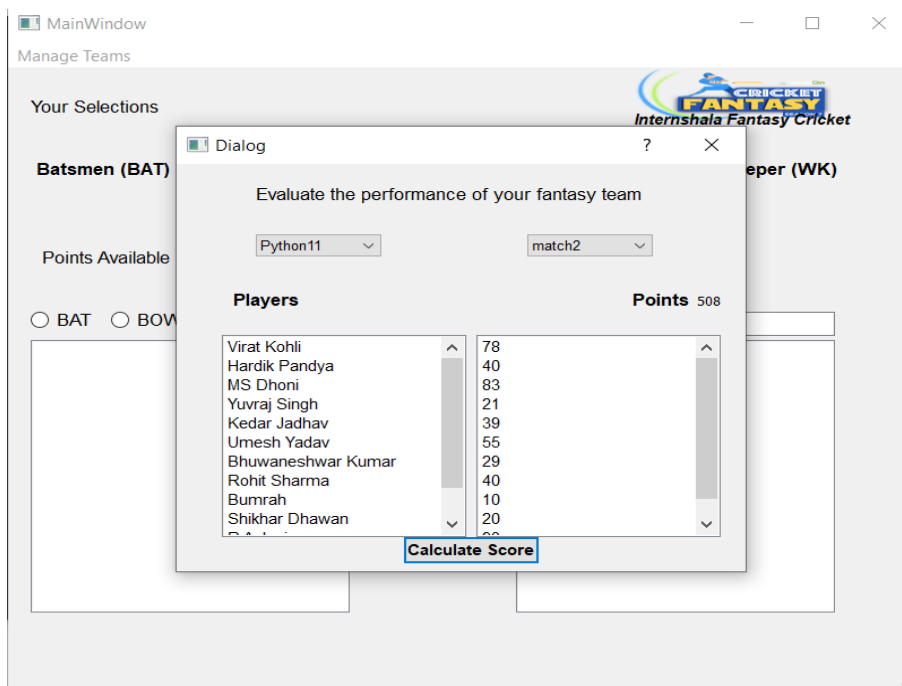 MainWindow
Manage Teams
Your Selections
CRICKET
FANTASY
Internshala Fantasy Cricket
Dialog ?
Batsmen (BAT) eper (WK)
Evaluate the performance of your fantasy team
Python11 match2
Points Available
Players Points 508
BAT BOW
Virat Kohli 78
Hardik Pandya 40
MS Dhoni 83
Yuvraj Singh 21
Kedar Jadhav 39
Umesh Yadav 55
Bhuwaneshwar Kumar 29
Rohit Sharma 40
Bumrah 10
Shikhar Dhawan 20
Calculate Score